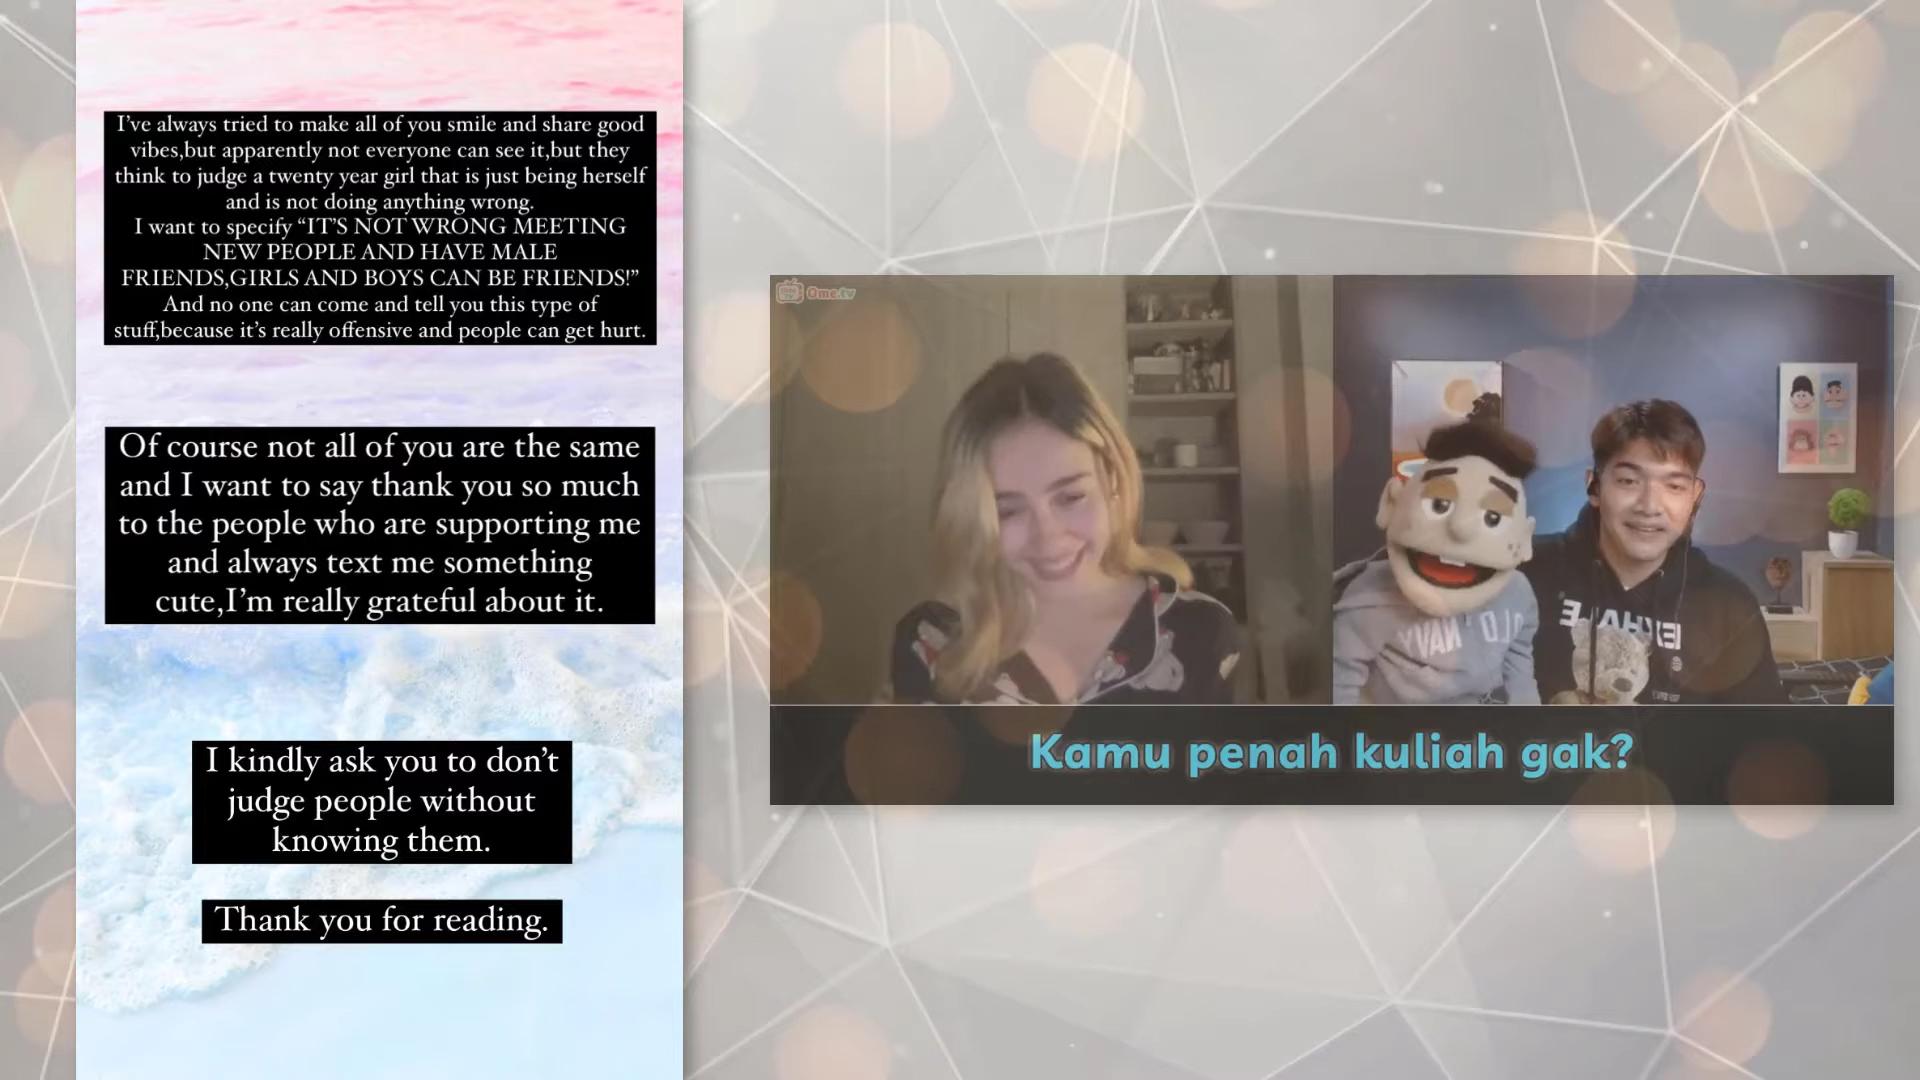 I've always tried to make all of you smile and share good
vibes,but apparently not everyone can see it,but they
think to judge a twenty year girl that is just being herself
and is not doing anything wrong.
I want to specify “IT'S NOT WRONG MEETING
NEW PEOPLE AND HAVE MALE
FRIENDS,GIRLS AND BOYS CAN BE FRIENDS!”
And no one can come and tell you this type of
stuff,because it's really offensive and people can get hurt.
Of course not all of you are the same
and I want to say thank you so much
to the people who are supporting me
and always text me something
cute,I'm really grateful about it.
I kindly ask you to don't
judge people without
knowing them.
Thank you for reading.
Ome.tv
OLD NAVY
Kamu penah kuliah gak?